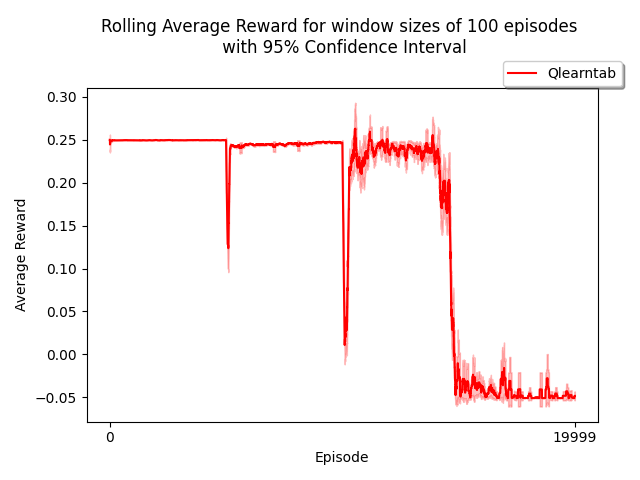 Rolling Average Reward for window sizes of 100 episodes
with 95% Confidence Interval
Qlearntab
0.30
0.25
0.20
0.15
0.10
0.05
0.00
−0.05
Average Reward
0
19999
Episode